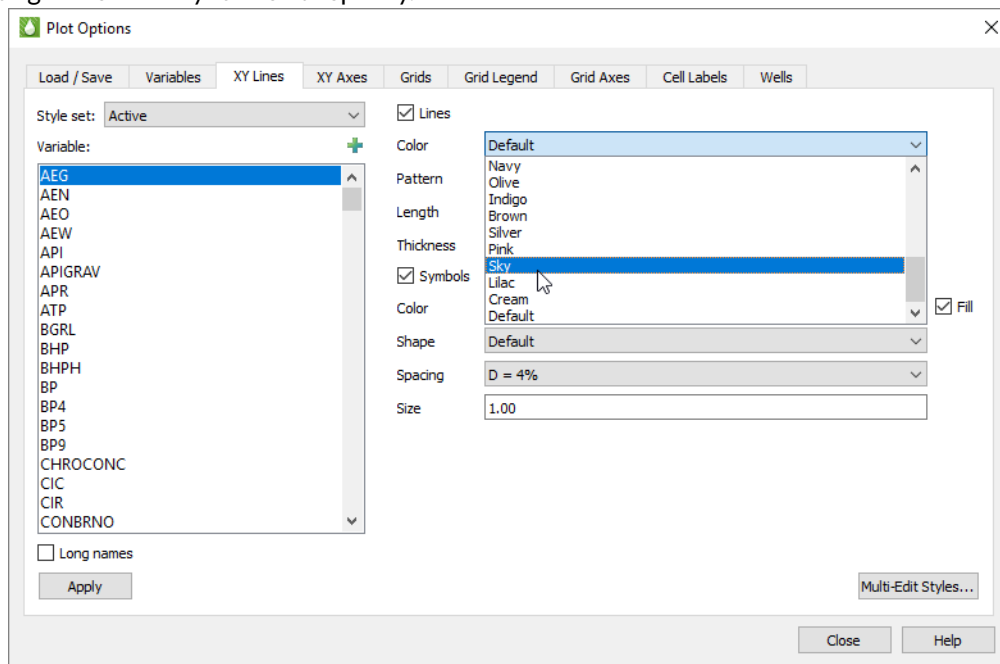 Plot Options
Load / Save Variables XY Lines XY Axes Grids Grid Legend Grid Axes Cell Labels Wells
Style set: Active
Variable:
AEG
AEN
AEO
AEW
API
APIGRAV
APR
ATP
BGRL
BHP
BHPH
BP
BP4
BP5
BP9
CHROCONC
CIC
CIR
CONBRNO
Long names
Apply
Lines
Color Default
Navy
Olive
Indigo
Brown
Silver
Pink
Sky
Lilac
Cream
Default
Pattern
Length
Thickness
Symbols
Color
Fill
Shape Default
Spacing D = 4%
Size 1.00
Multi-Edit Styles...
Close Help